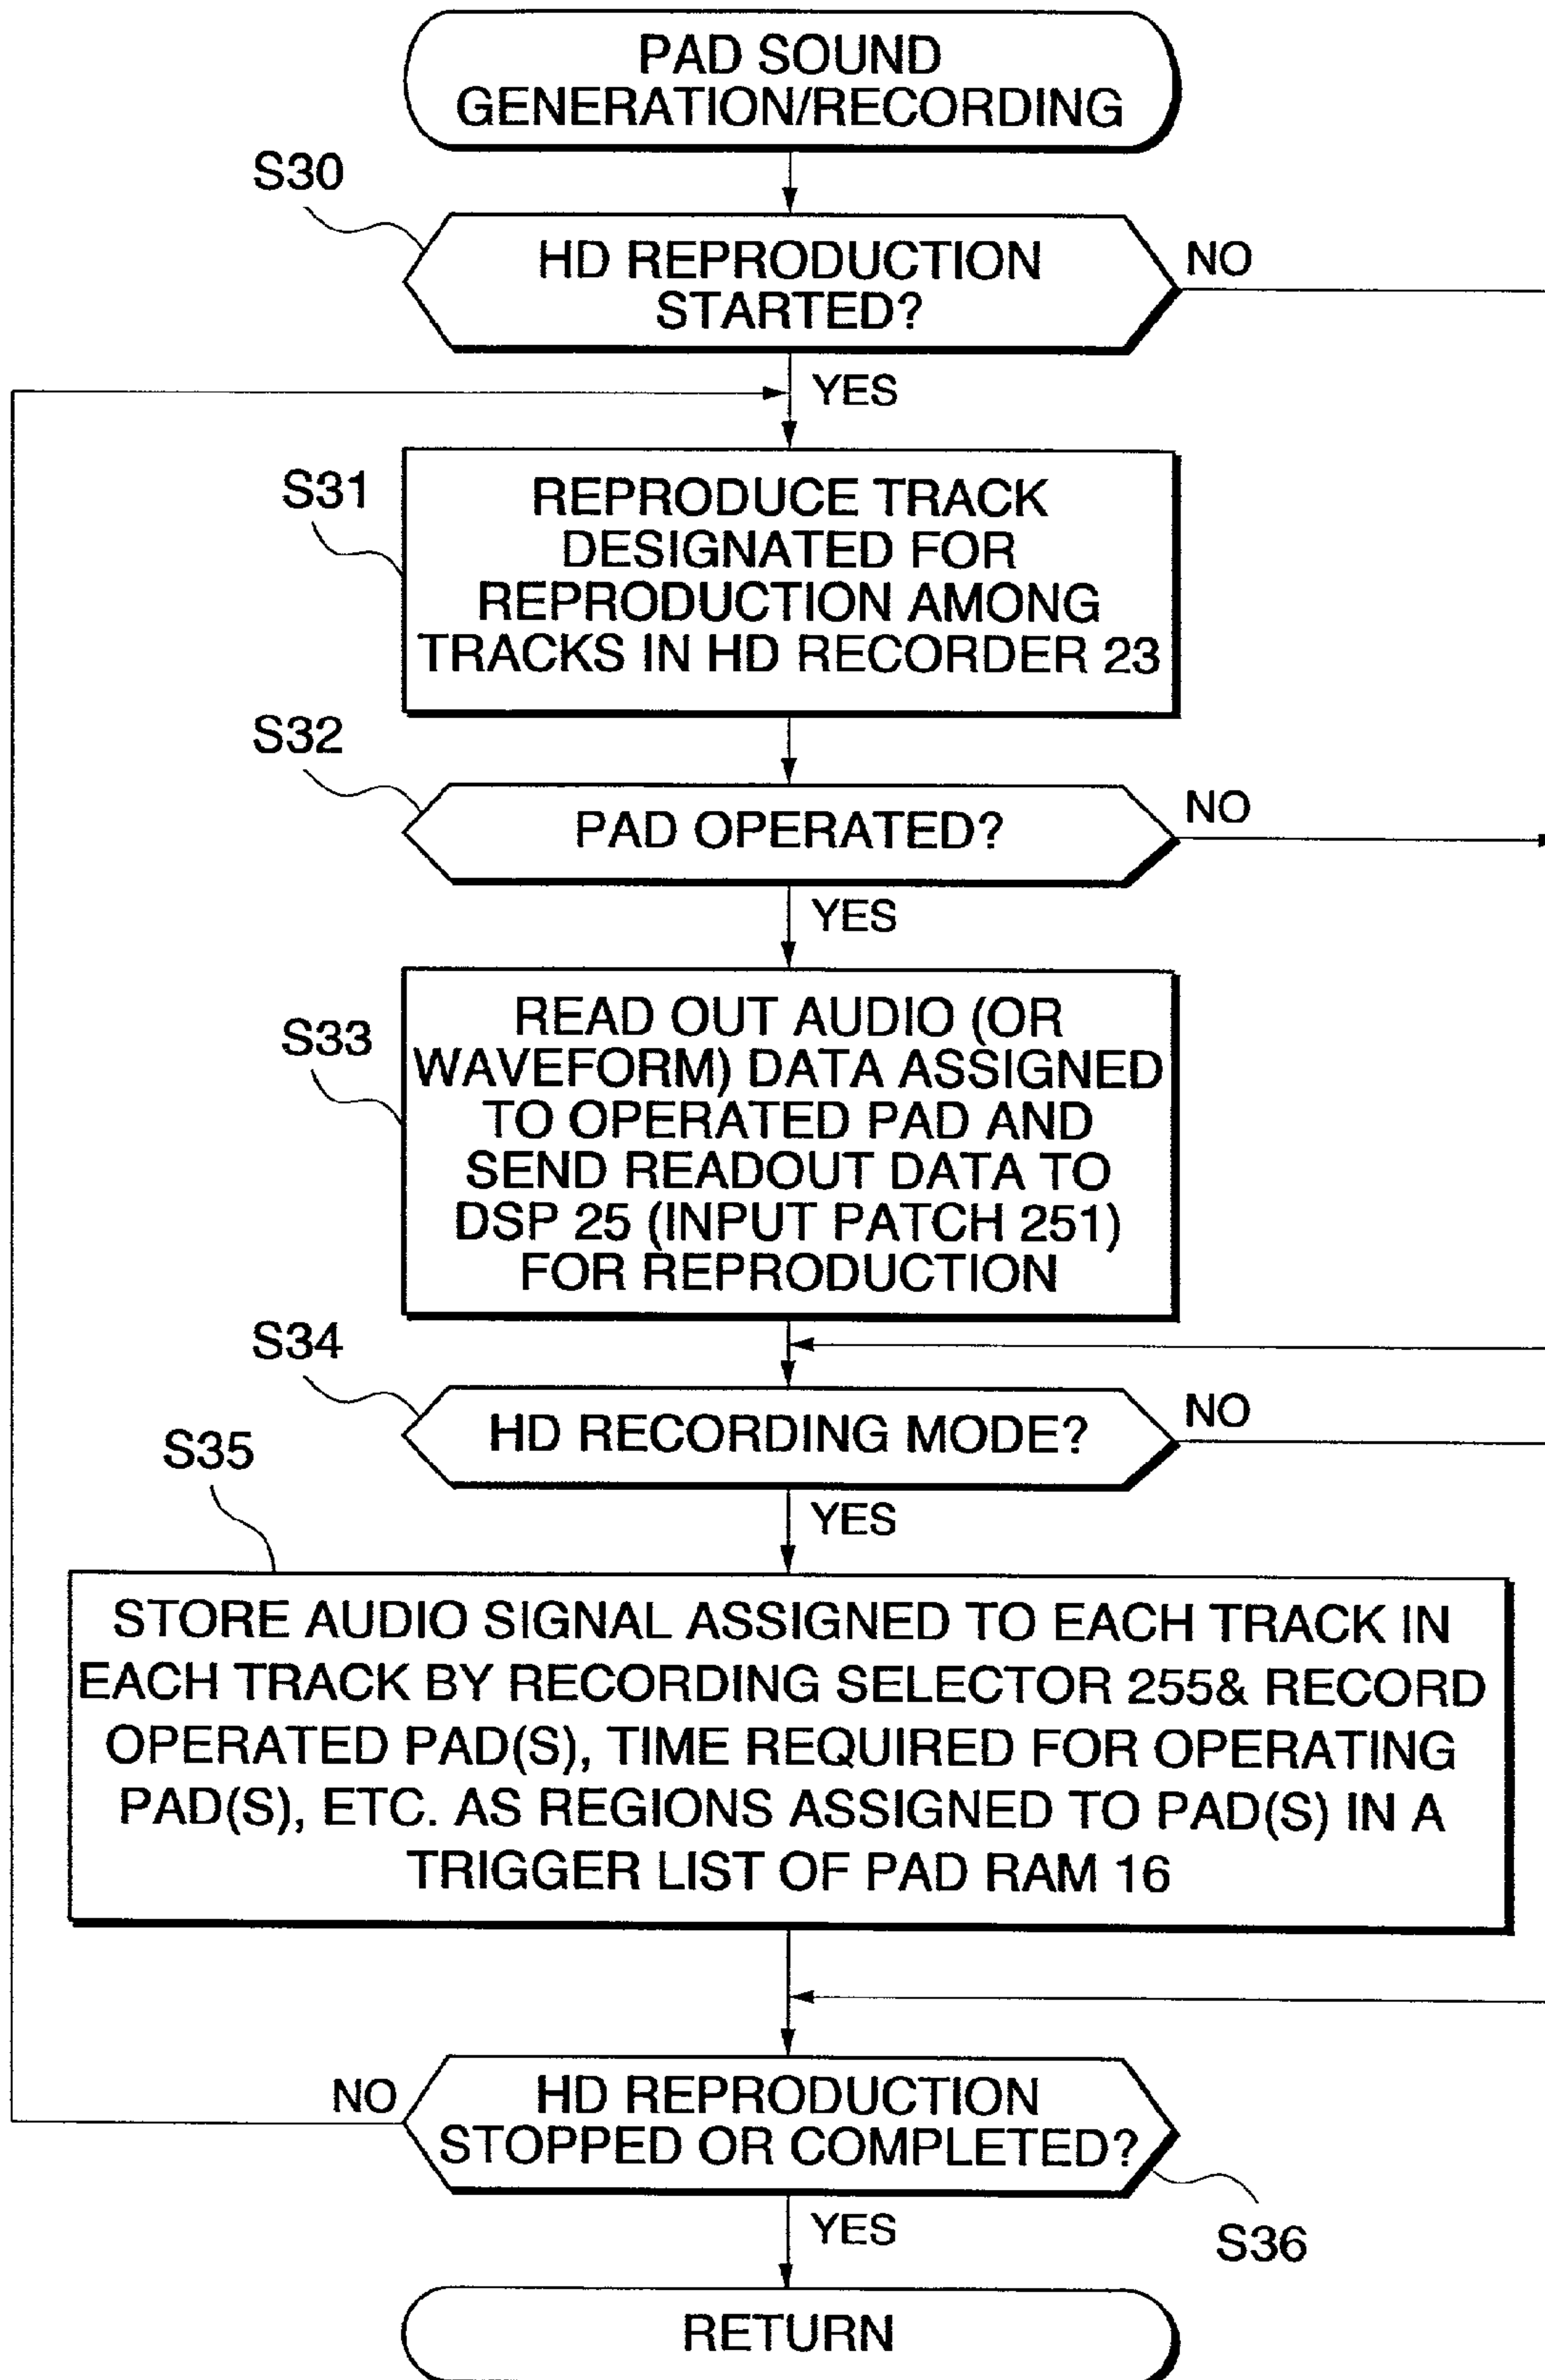 PAD SOUND
GENERATION/RECORDING
S30
HD REPRODUCTION
STARTED?
NO
YES
S31
REPRODUCE TRACK
DESIGNATED FOR
REPRODUCTION AMONG
TRACKS IN HD RECORDER 23
S32
PAD OPERATED?
NO
YES
S33
READ OUT AUDIO (OR
WAVEFORM) DATA ASSIGNED
TO OPERATED PAD AND
SEND READOUT DATA TO
DSP 25 (INPUT PATCH 251)
FOR REPRODUCTION
S34
HD RECORDING MODE?
NO
YES
S35
STORE AUDIO SIGNAL ASSIGNED TO EACH TRACK IN
EACH TRACK BY RECORDING SELECTOR 255& RECORD
OPERATED PAD(S), TIME REQUIRED FOR OPERATING
PAD(S), ETC. AS REGIONS ASSIGNED TO PAD(S) IN A
TRIGGER LIST OF PAD RAM 16
NO
HD REPRODUCTION
STOPPED OR COMPLETED?
YES
S36
RETURN